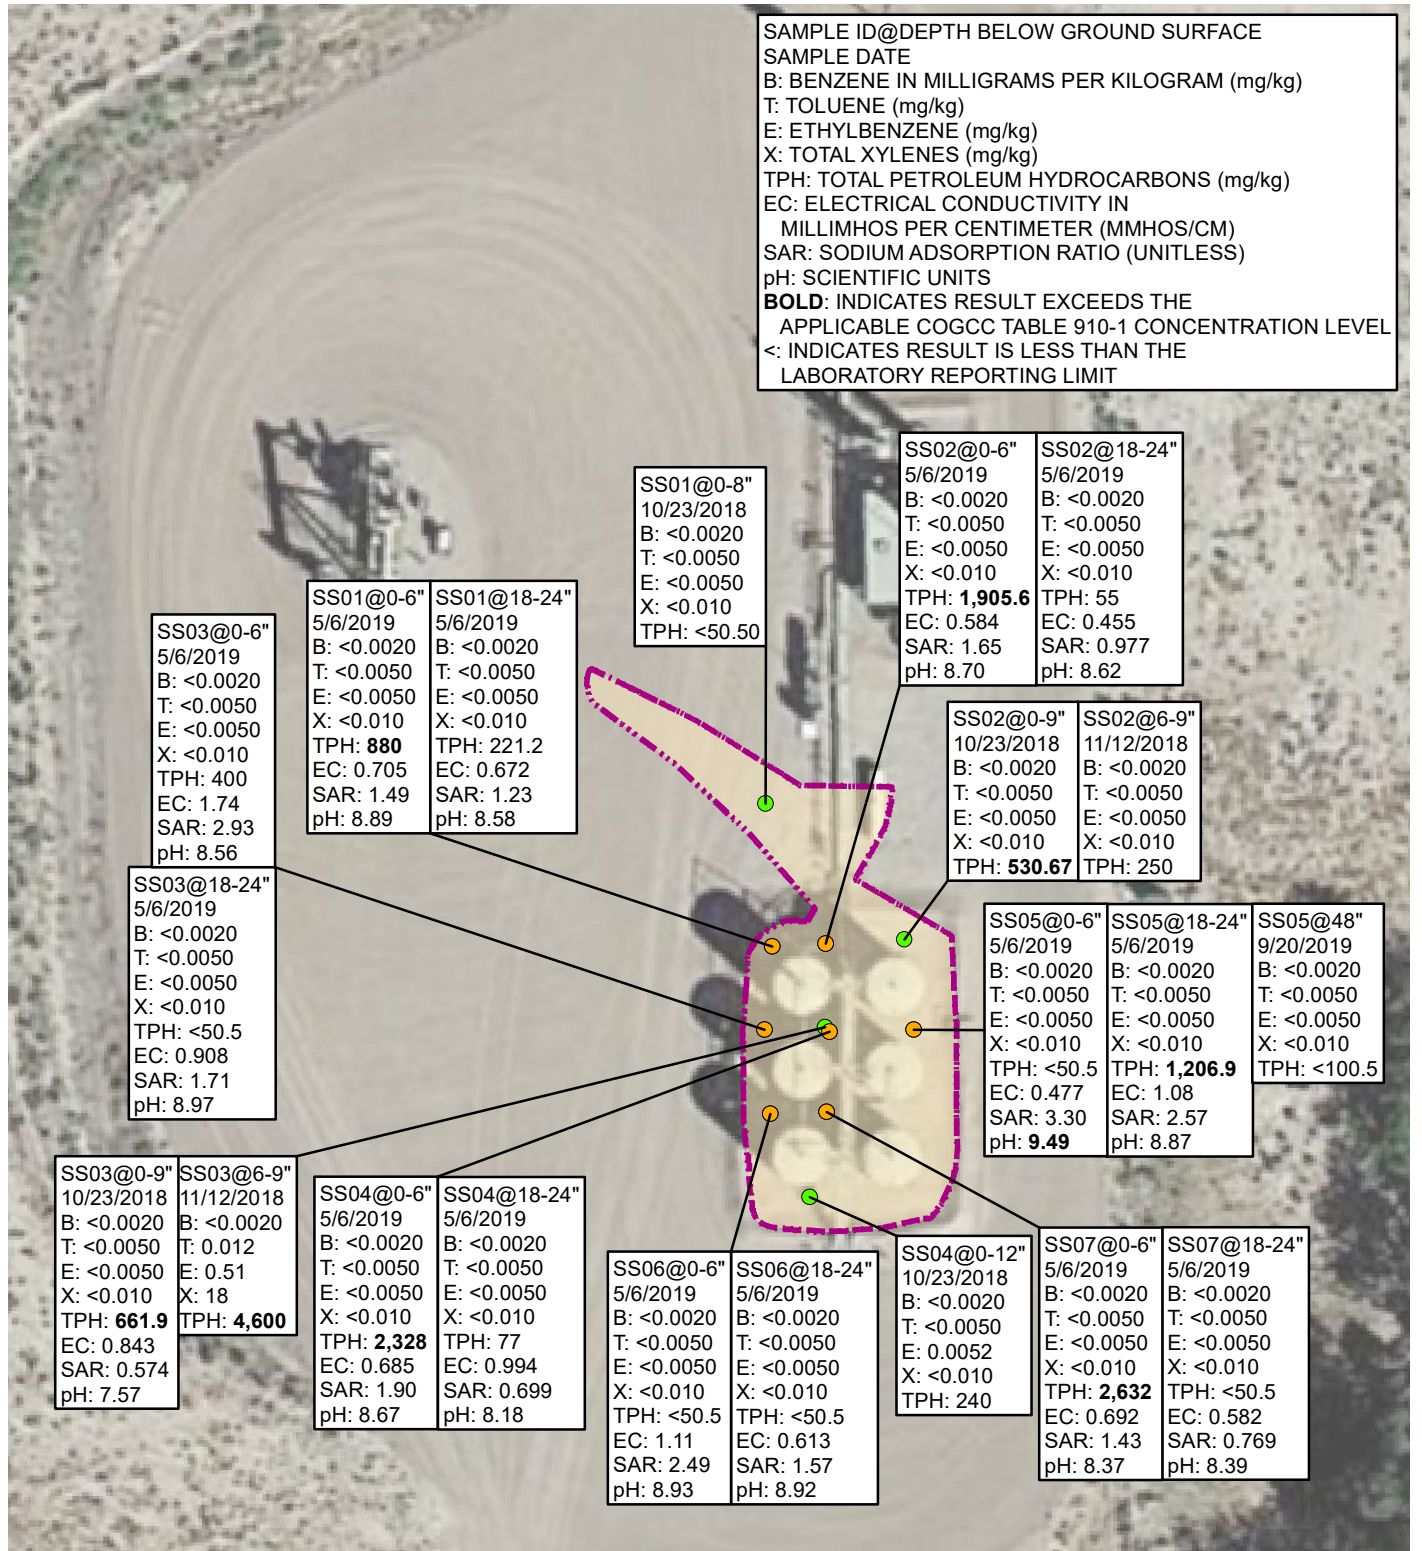 SAMPLE ID@DEPTH BELOW GROUND SURFACE
SAMPLE DATE
B: BENZENE IN MILLIGRAMS PER KILOGRAM (mg/kg)
T: TOLUENE (mg/kg)
E: ETHYLBENZENE (mg/kg)
X: TOTAL XYLENES (mg/kg)
TPH: TOTAL PETROLEUM HYDROCARBONS (mg/kg)
EC: ELECTRICAL CONDUCTIVITY IN
MILLIMHOS PER CENTIMETER (MMHOS/CM)
SAR: SODIUM ADSORPTION RATIO (UNITLESS)
pH: SCIENTIFIC UNITS
BOLD: INDICATES RESULT EXCEEDS THE
APPLICABLE COGCC TABLE 910-1 CONCENTRATION LEVEL
<: INDICATES RESULT IS LESS THAN THE
LABORATORY REPORTING LIMIT
SS02@0-6"
5/6/2019
B: <0.0020
T: <0.0050
E: <0.0050
X: <0.010
TPH: 1,905.6
EC: 0.584
SAR: 1.65
pH: 8.70
SS02@18-24"
5/6/2019
B: <0.0020
T: <0.0050
E: <0.0050
X: <0.010
TPH: 55
EC: 0.455
SAR: 0.977
pH: 8.62
SS01@0-8"
10/23/2018
B: <0.0020
T: <0.0050
E: <0.0050
X: <0.010
TPH: <50.50
SS01@0-6"
5/6/2019
B: <0.0020
T: <0.0050
E: <0.0050
X: <0.010
TPH: 880
EC: 0.705
SAR: 1.49
pH: 8.89
SS01@18-24"
5/6/2019
B: <0.0020
T: <0.0050
E: <0.0050
X: <0.010
TPH: 221.2
EC: 0.672
SAR: 1.23
pH: 8.58
SS03@0-6"
5/6/2019
B: <0.0020
T: <0.0050
E: <0.0050
X: <0.010
TPH: 400
EC: 1.74
SAR: 2.93
pH: 8.56
SS03@18-24"
5/6/2019
B: <0.0020
T: <0.0050
E: <0.0050
X: <0.010
TPH: <50.5
EC: 0.908
SAR: 1.71
pH: 8.97
SS02@0-9"
10/23/2018
B: <0.0020
T: <0.0050
E: <0.0050
X: <0.010
TPH: 530.67
SS02@6-9"
11/12/2018
B: <0.0020
T: <0.0050
E: <0.0050
X: <0.010
TPH: 250
SS05@0-6"
5/6/2019
B: <0.0020
T: <0.0050
E: <0.0050
X: <0.010
TPH: <50.5
EC: 0.477
SAR: 3.30
pH: 9.49
SS05@18-24"
5/6/2019
B: <0.0020
T: <0.0050
E: <0.0050
X: <0.010
TPH: 1,206.9
EC: 1.08
SAR: 2.57
pH: 8.87
SS05@48"
9/20/2019
B: <0.0020
T: <0.0050
E: <0.0050
X: <0.010
TPH: <100.5
SS03@0-9"
10/23/2018
B: <0.0020
T: <0.0050
E: <0.0050
X: <0.010
TPH: 661.9
EC: 0.843
SAR: 0.574
pH: 7.57
SS03@6-9"
11/12/2018
B: <0.0020
T: 0.012
E: 0.51
X: 18
TPH: 4,600
SS04@0-6"
5/6/2019
B: <0.0020
T: <0.0050
E: <0.0050
X: <0.010
TPH: 2,328
EC: 0.685
SAR: 1.90
pH: 8.67
SS04@18-24"
5/6/2019
B: <0.0020
T: <0.0050
E: <0.0050
X: <0.010
TPH: 77
EC: 0.994
SAR: 0.699
pH: 8.18
SS06@0-6"
5/6/2019
B: <0.0020
T: <0.0050
E: <0.0050
X: <0.010
TPH: <50.5
EC: 1.11
SAR: 2.49
pH: 8.93
SS06@18-24"
5/6/2019
B: <0.0020
T: <0.0050
E: <0.0050
X: <0.010
TPH: <50.5
EC: 0.613
SAR: 1.57
pH: 8.92
SS04@0-12"
10/23/2018
B: <0.0020
T: <0.0050
E: 0.0052
X: <0.010
TPH: 240
SS07@0-6"
5/6/2019
B: <0.0020
T: <0.0050
E: <0.0050
X: <0.010
TPH: 2,632
EC: 0.692
SAR: 1.43
pH: 8.37
SS07@18-24"
5/6/2019
B: <0.0020
T: <0.0050
E: <0.0050
X: <0.010
TPH: <50.5
EC: 0.582
SAR: 0.769
pH: 8.39